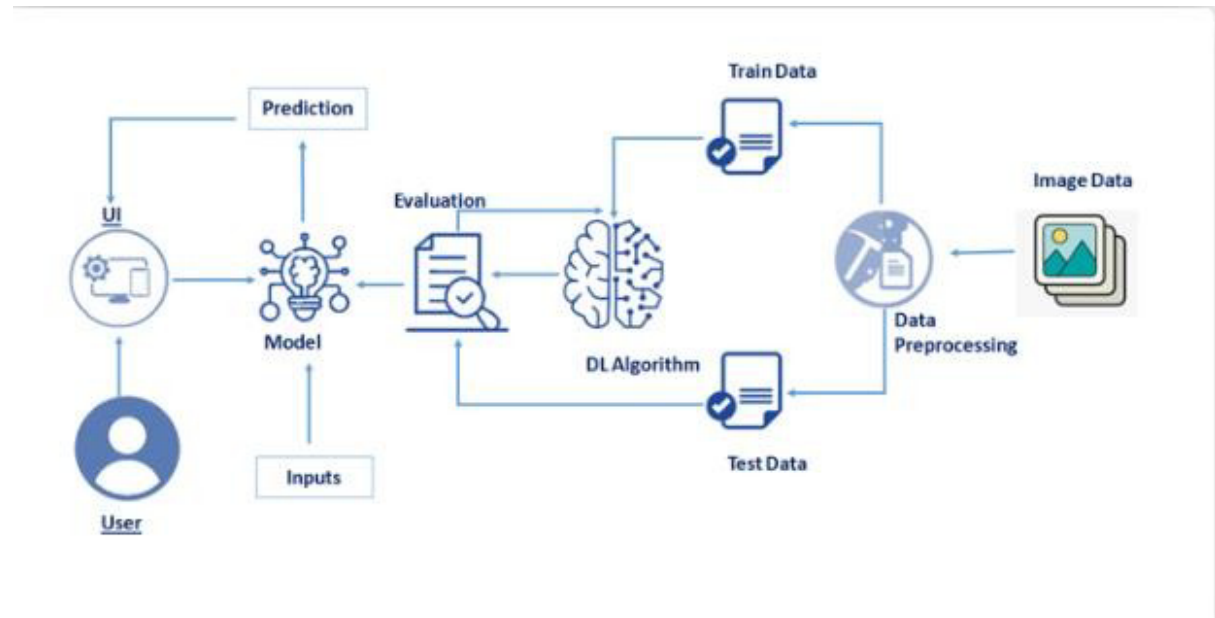 Train Data
Prediction
Image Data
Evaluation
UI
Data
Preprocessing
Model
DL Algorithm
Test Data
Inputs
User